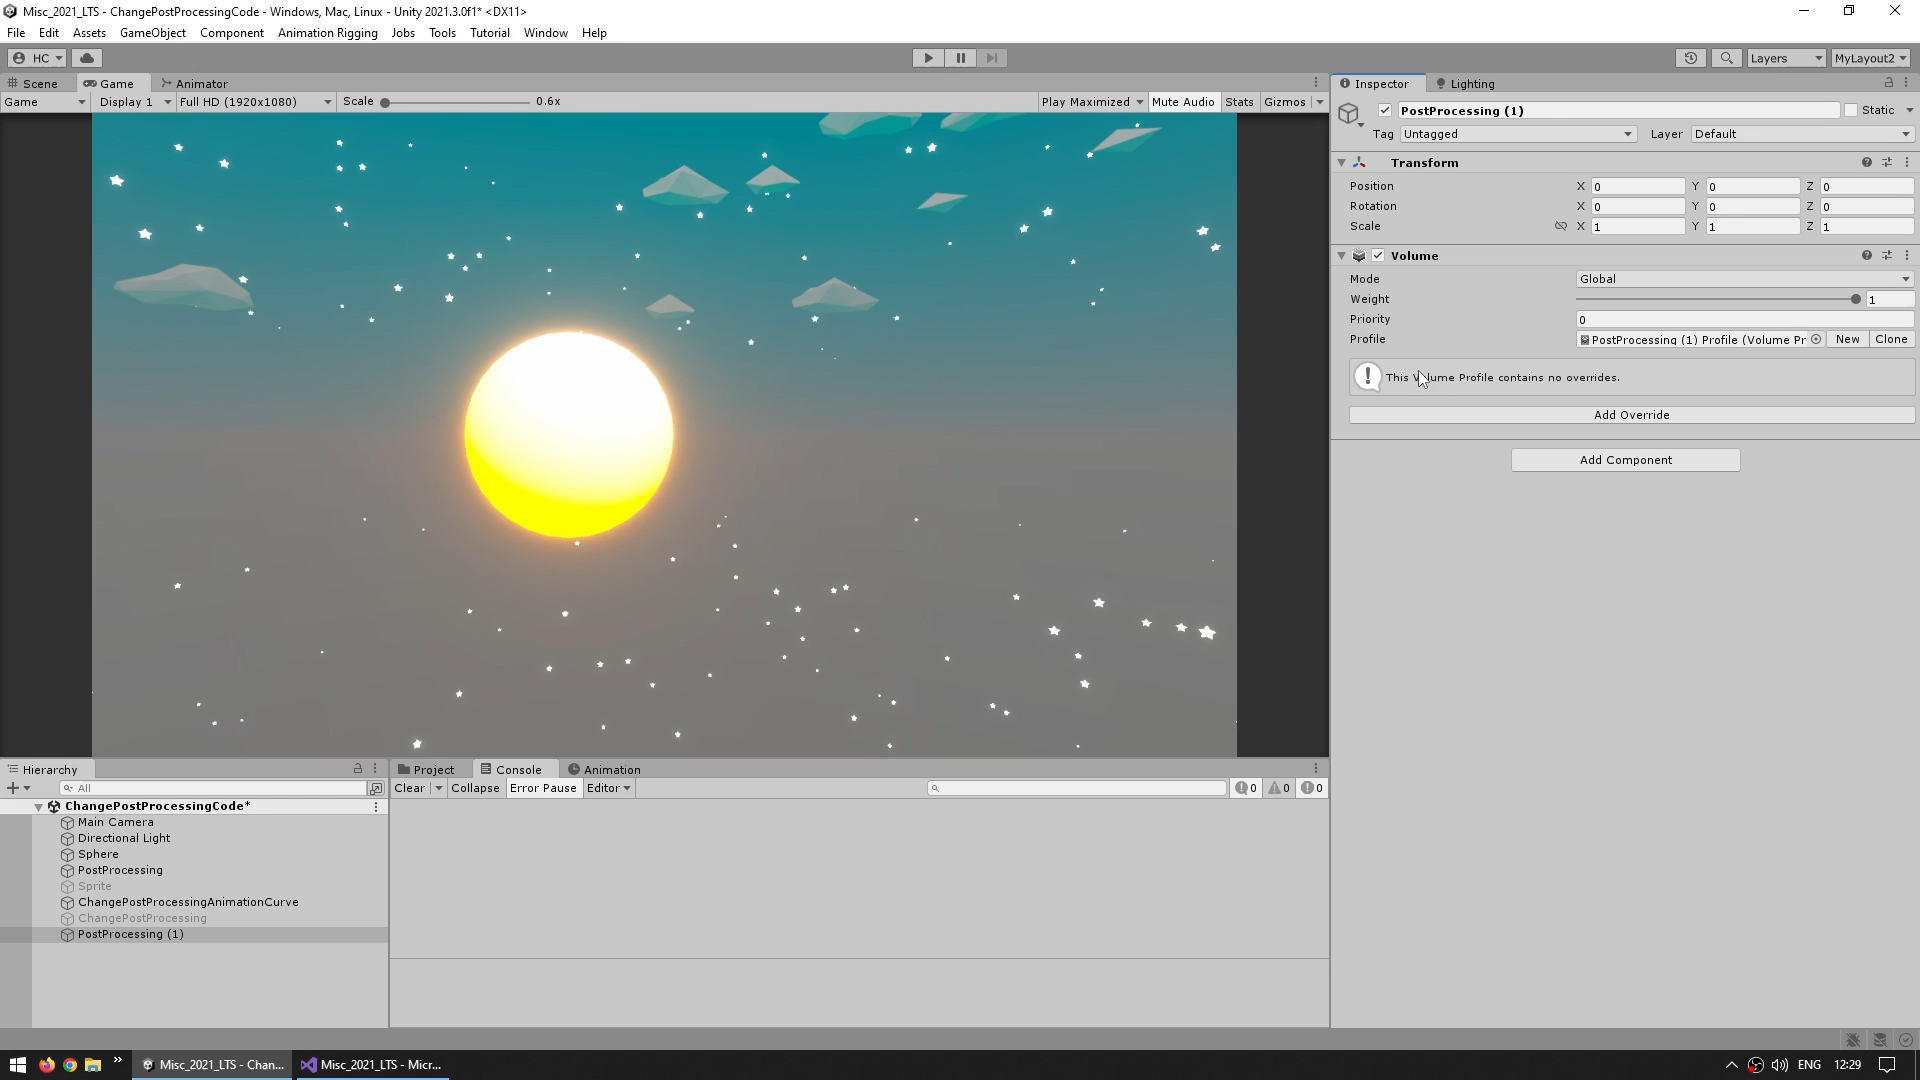 Misc_2021_LTS - ChangePostProcessingCode - Windows, Mac, Linux - Unity 2021.3.0f1* <DX11>
File Edit Assets GameObject Component Animation Rigging Jobs Tools Tutorial Window Help
HC Layers MyLayout2
Scene Game Animator
Game Display 1 Full HD (1920x1080) Scale 0.6x Play Maximized Mute Audio Stats Gizmos
Inspector Lighting
PostProcessing (1) Static
Tag Untagged Layer Default
Transform
Position X 0 Y 0 Z 0
Rotation X 0 Y 0 Z 0
Scale X 1 Y 1 Z 1
Volume
Mode Global
Weight 1
Priority 0
Profile PostProcessing (1) Profile (Volume Pr New Clone
This Volume Profile contains no overrides.
Add Override
Add Component
Hierarchy
All
ChangePostProcessingCode*
Main Camera
Directional Light
Sphere
PostProcessing
Sprite
ChangePostProcessingAnimationCurve
ChangePostProcessing
PostProcessing (1)
Project Console Animation
Clear Collapse Error Pause Editor 0 0 0
Misc_2021_LTS - Chan... Misc_2021_LTS - Micr... ENG 12:29